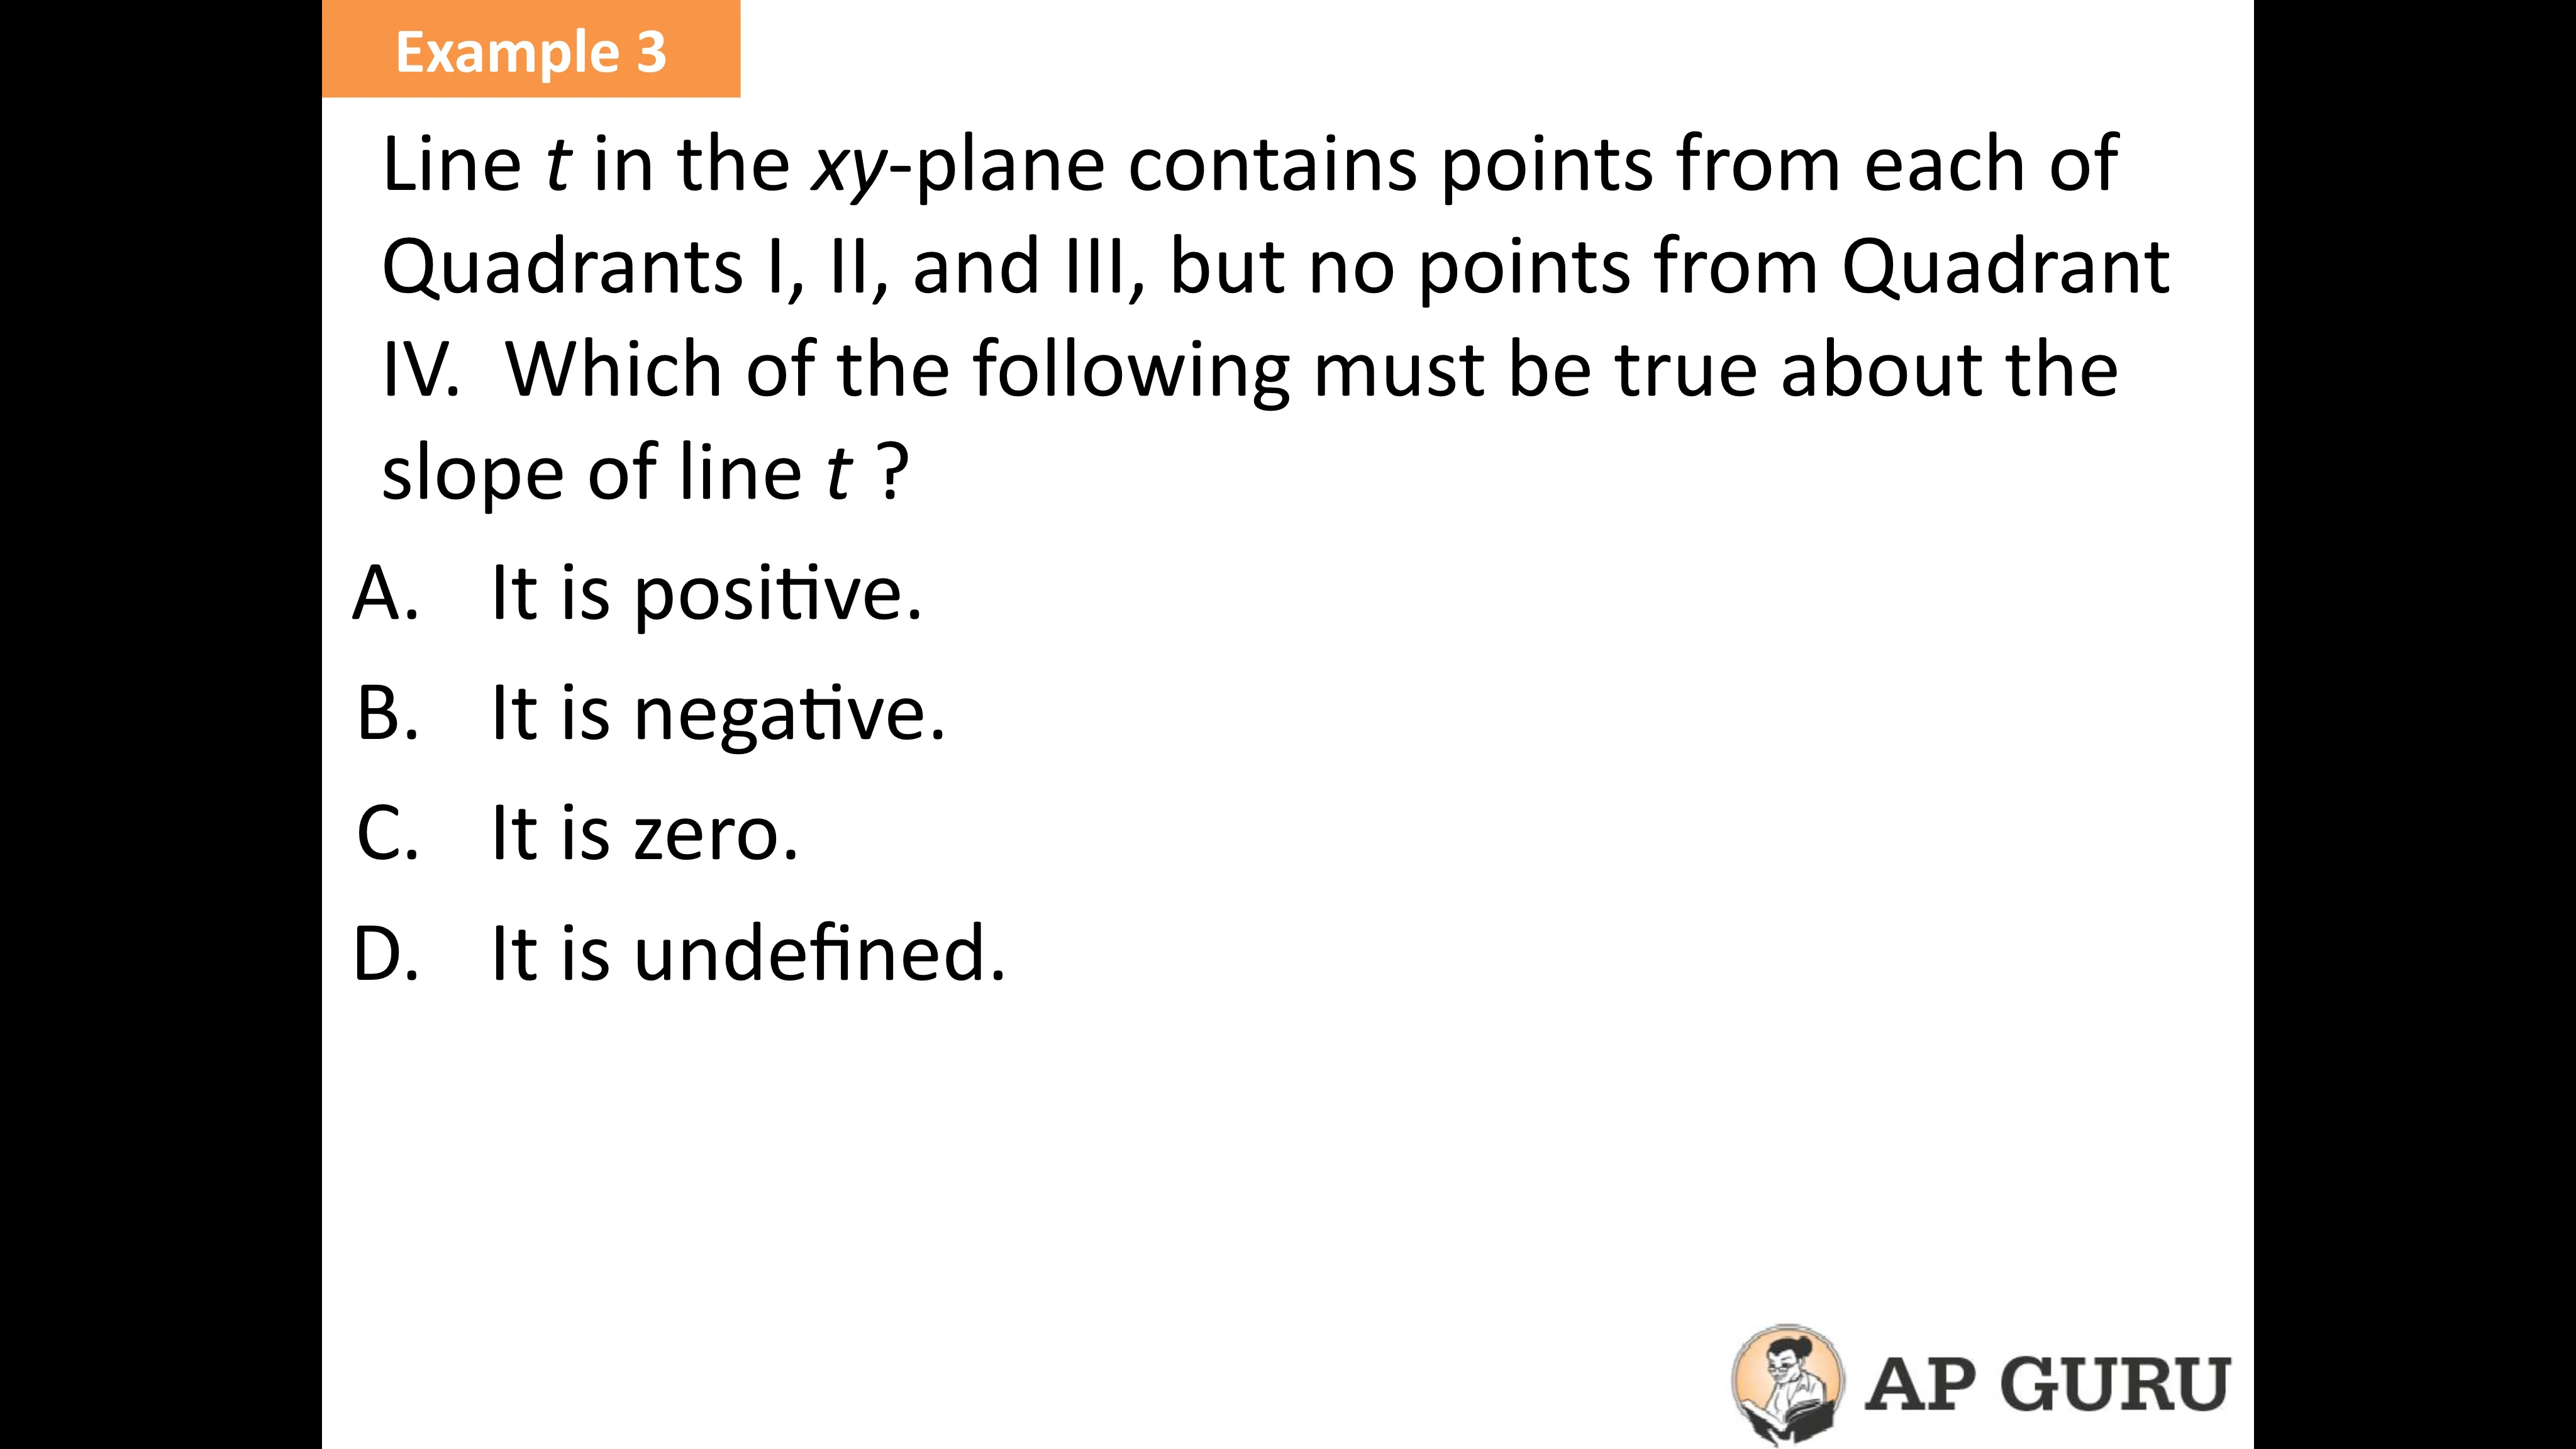 Example 3
Line t in the xy-plane contains points from each of
Quadrants I, II, and III, but no points from Quadrant
IV.  Which of the following must be true about the
slope of line t ?
A. It is positive.
B. It is negative.
C. It is zero.
D. It is undefined.
AP GURU